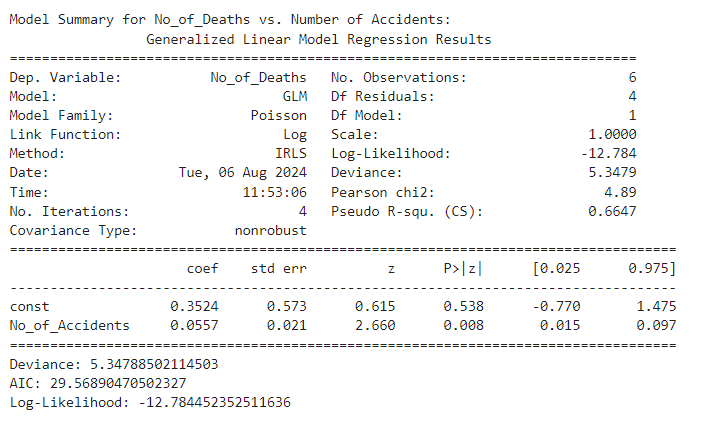 Model Summary for No_of_Deaths vs. Number of Accidents:
Generalized Linear Model Regression Results
==============================================================================
Dep. Variable: No_of_Deaths No. Observations: 6
Model: GLM Df Residuals: 4
Model Family: Poisson Df Model: 1
Link Function: Log Scale: 1.0000
Method: IRLS Log-Likelihood: -12.784
Date: Tue, 06 Aug 2024 Deviance: 5.3479
Time: 11:53:06 Pearson chi2: 4.89
No. Iterations: 4 Pseudo R-squ. (CS): 0.6647
Covariance Type: nonrobust
===================================================================================
coef std err z P>|z| [0.025 0.975]
-----------------------------------------------------------------------------------
const 0.3524 0.573 0.615 0.538 -0.770 1.475
No_of_Accidents 0.0557 0.021 2.660 0.008 0.015 0.097
===================================================================================
Deviance: 5.34788502114503
AIC: 29.56890470502327
Log-Likelihood: -12.784452352511636